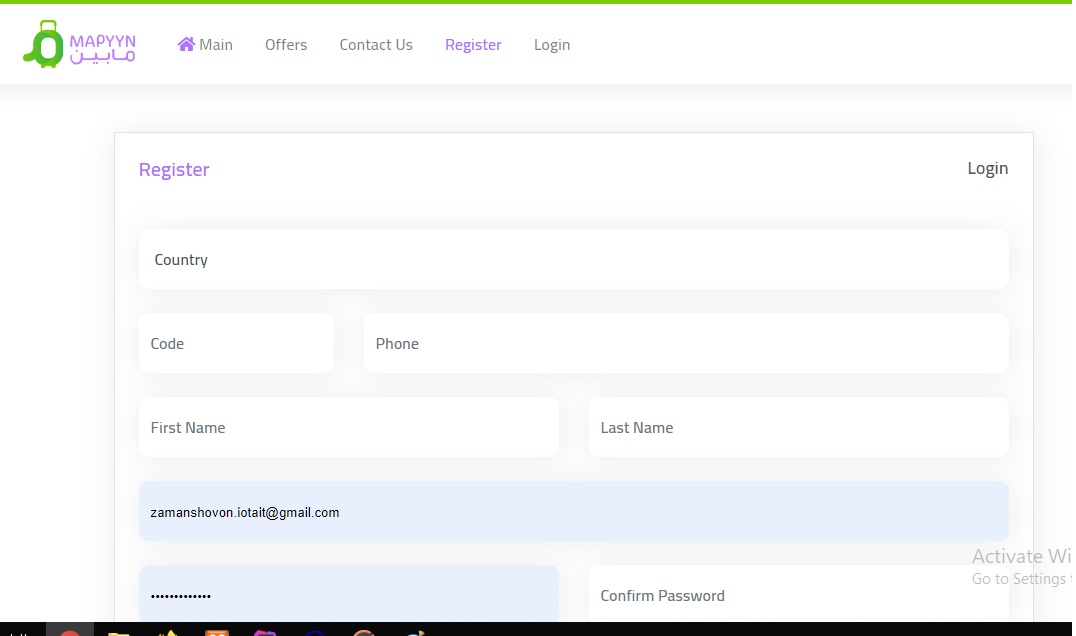 MAPYYN
مابين
Main
Offers
Contact Us
Register
Login
Register
Login
Country
Code
Phone
First Name
Last Name
zamanshovon.iotait@gmail.com
•••••••••••••
Confirm Password
Activate Wi
Go to Settings